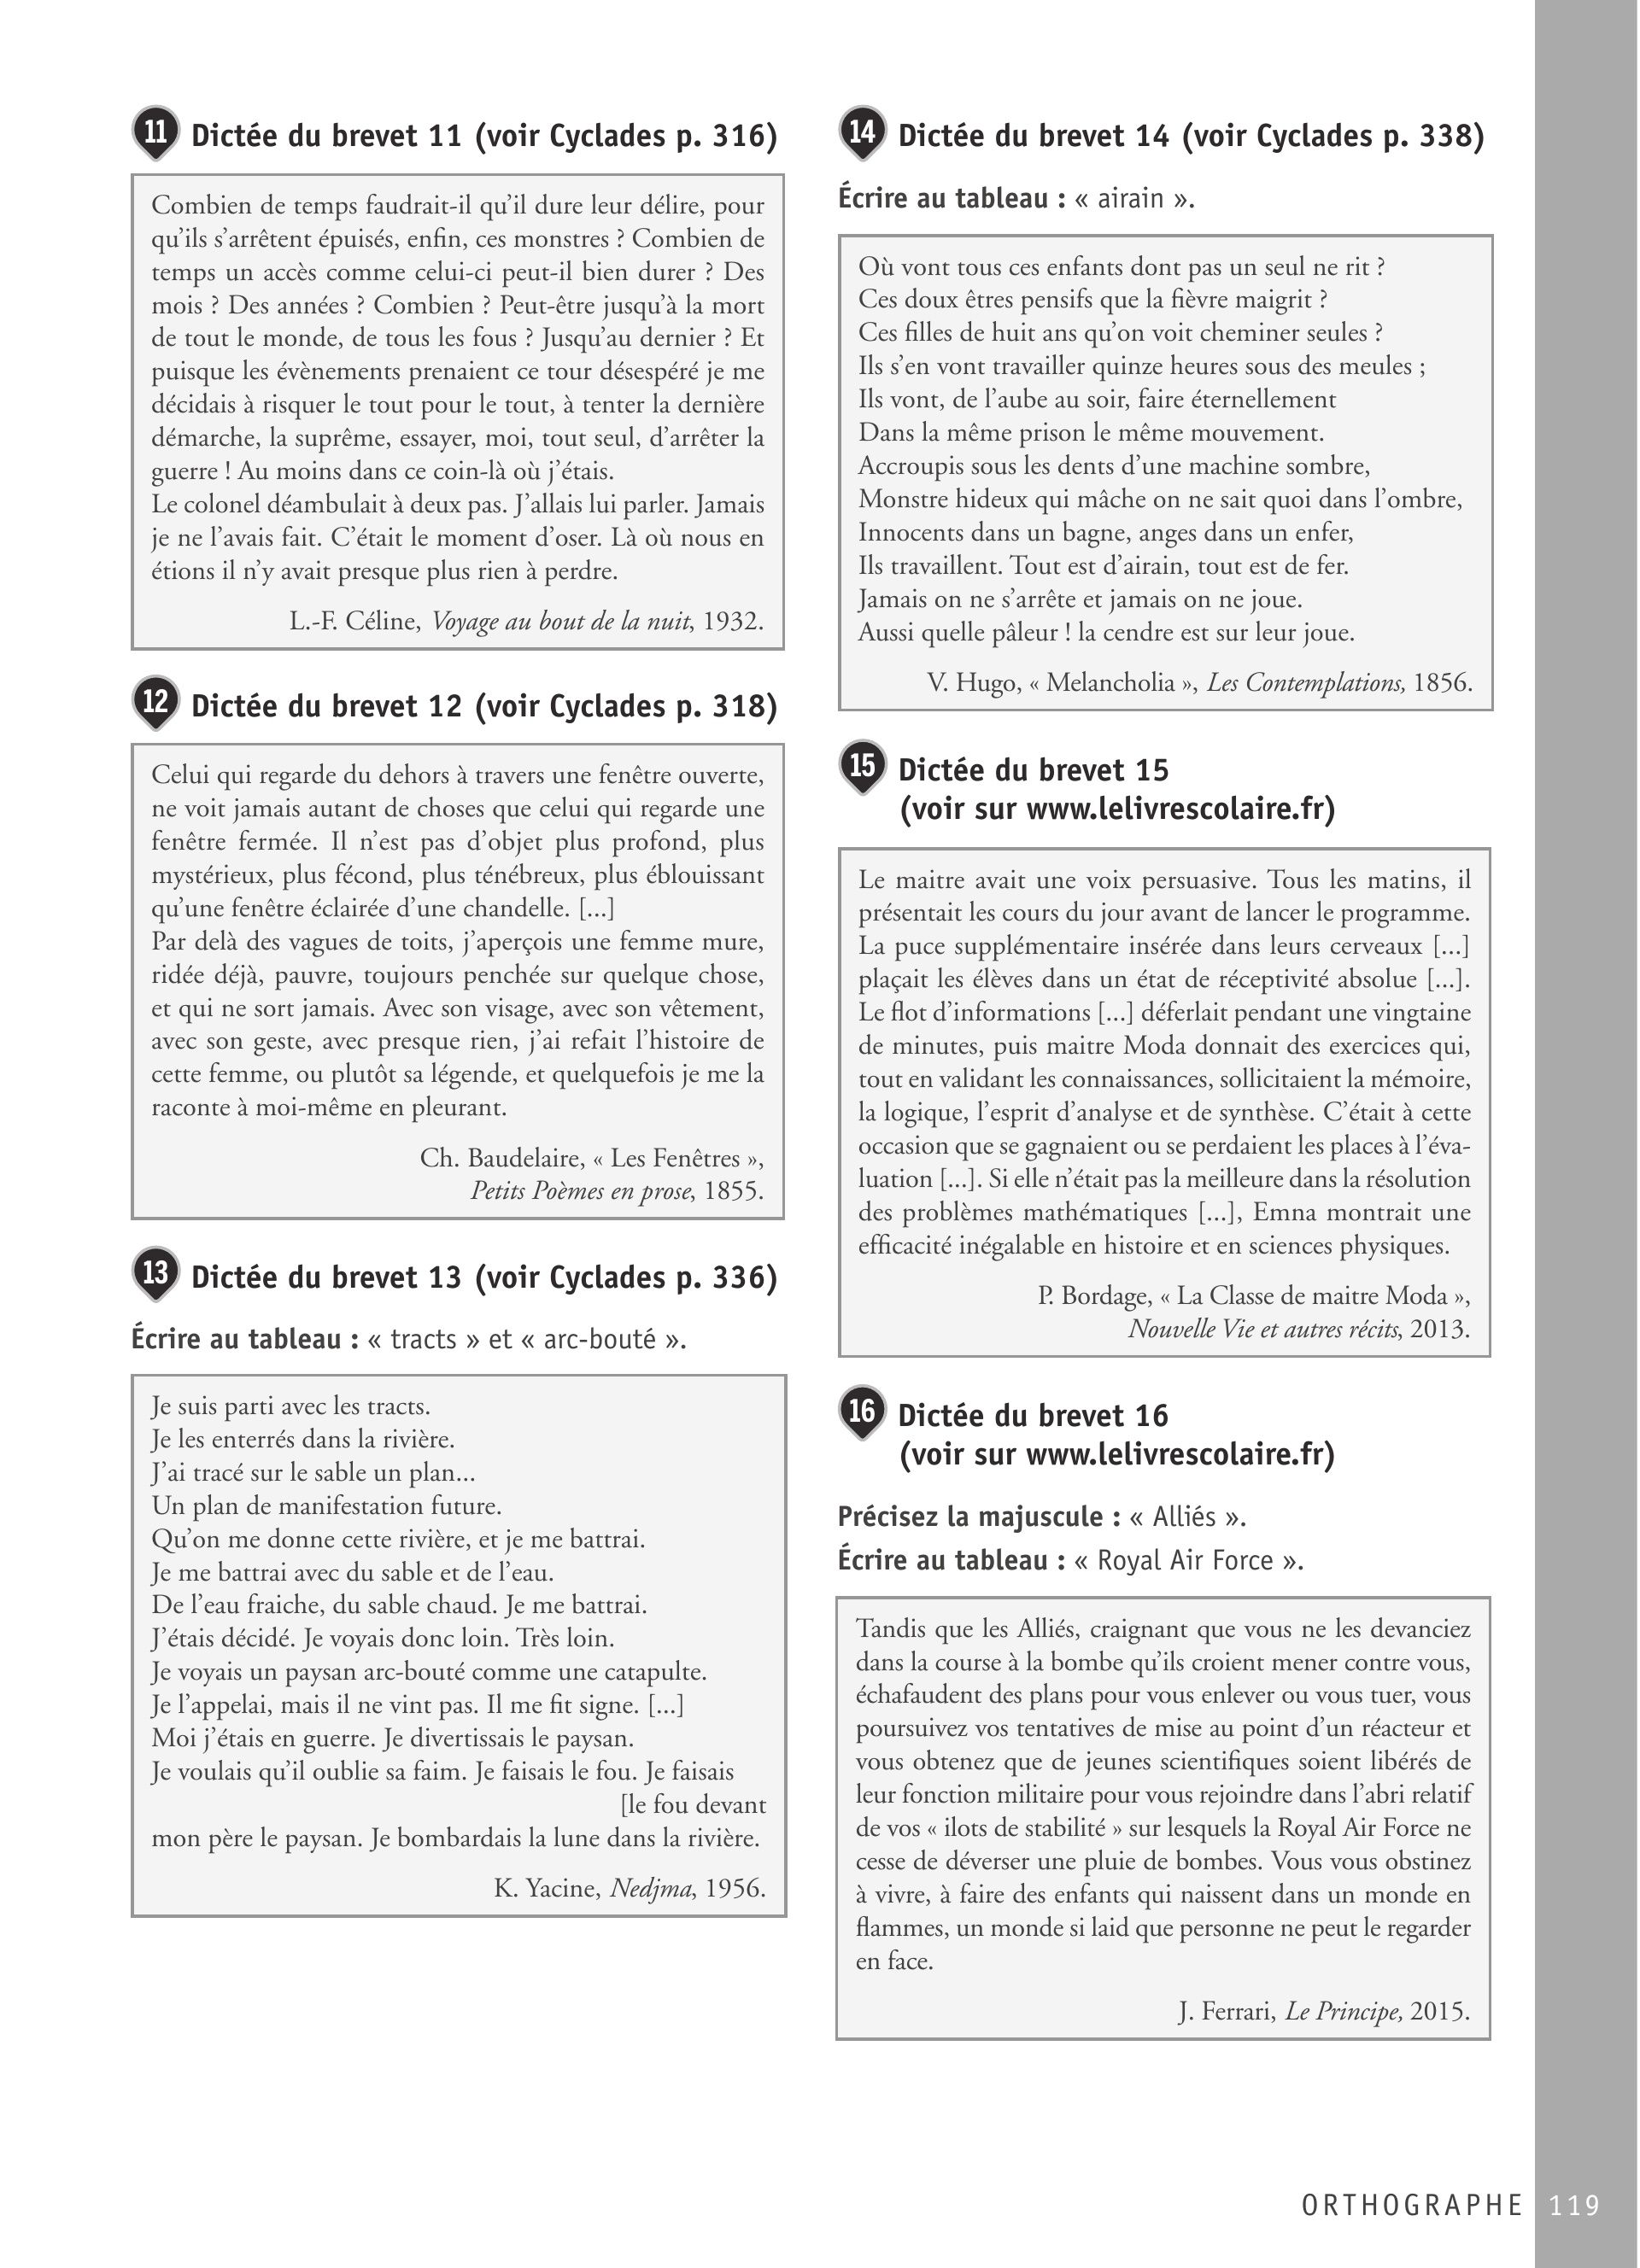 11 Dictée du brevet 11 (voir Cyclades p. 316)
Combien de temps faudrait-il qu’il dure leur délire, pour
qu’ils s’arrêtent épuisés, enfin, ces monstres ? Combien de
temps un accès comme celui-ci peut-il bien durer ? Des
mois ? Des années ? Combien ? Peut-être jusqu’à la mort
de tout le monde, de tous les fous ? Jusqu’au dernier ? Et
puisque les évènements prenaient ce tour désespéré je me
décidais à risquer le tout pour le tout, à tenter la dernière
démarche, la suprême, essayer, moi, tout seul, d’arrêter la
guerre ! Au moins dans ce coin-là où j’étais.
Le colonel déambulait à deux pas. J’allais lui parler. Jamais
je ne l’avais fait. C’était le moment d’oser. Là où nous en
étions il n’y avait presque plus rien à perdre.
L.-F. Céline, Voyage au bout de la nuit, 1932.
12 Dictée du brevet 12 (voir Cyclades p. 318)
Celui qui regarde du dehors à travers une fenêtre ouverte,
ne voit jamais autant de choses que celui qui regarde une
fenêtre fermée. Il n’est pas d’objet plus profond, plus
mystérieux, plus fécond, plus ténébreux, plus éblouissant
qu’une fenêtre éclairée d’une chandelle. [...]
Par delà des vagues de toits, j’aperçois une femme mure,
ridée déjà, pauvre, toujours penchée sur quelque chose,
et qui ne sort jamais. Avec son visage, avec son vêtement,
avec son geste, avec presque rien, j’ai refait l’histoire de
cette femme, ou plutôt sa légende, et quelquefois je me la
raconte à moi-même en pleurant.
Ch. Baudelaire, « Les Fenêtres »,
Petits Poèmes en prose, 1855.
13 Dictée du brevet 13 (voir Cyclades p. 336)
Écrire au tableau : « tracts » et « arc-bouté ».
Je suis parti avec les tracts.
Je les enterrés dans la rivière.
J’ai tracé sur le sable un plan...
Un plan de manifestation future.
Qu’on me donne cette rivière, et je me battrai.
Je me battrai avec du sable et de l’eau.
De l’eau fraiche, du sable chaud. Je me battrai.
J’étais décidé. Je voyais donc loin. Très loin.
Je voyais un paysan arc-bouté comme une catapulte.
Je l’appelai, mais il ne vint pas. Il me fit signe. [...]
Moi j’étais en guerre. Je divertissais le paysan.
Je voulais qu’il oublie sa faim. Je faisais le fou. Je faisais
[le fou devant
mon père le paysan. Je bombardais la lune dans la rivière.
K. Yacine, Nedjma, 1956.
14 Dictée du brevet 14 (voir Cyclades p. 338)
Écrire au tableau : « airain ».
Où vont tous ces enfants dont pas un seul ne rit ?
Ces doux êtres pensifs que la fièvre maigrit ?
Ces filles de huit ans qu’on voit cheminer seules ?
Ils s’en vont travailler quinze heures sous des meules ;
Ils vont, de l’aube au soir, faire éternellement
Dans la même prison le même mouvement.
Accroupis sous les dents d’une machine sombre,
Monstre hideux qui mâche on ne sait quoi dans l’ombre,
Innocents dans un bagne, anges dans un enfer,
Ils travaillent. Tout est d’airain, tout est de fer.
Jamais on ne s’arrête et jamais on ne joue.
Aussi quelle pâleur ! la cendre est sur leur joue.
V. Hugo, « Melancholia », Les Contemplations, 1856.
15 Dictée du brevet 15
(voir sur www.lelivrescolaire.fr)
Le maitre avait une voix persuasive. Tous les matins, il
présentait les cours du jour avant de lancer le programme.
La puce supplémentaire insérée dans leurs cerveaux [...]
plaçait les élèves dans un état de réceptivité absolue [...].
Le flot d’informations [...] déferlait pendant une vingtaine
de minutes, puis maitre Moda donnait des exercices qui,
tout en validant les connaissances, sollicitaient la mémoire,
la logique, l’esprit d’analyse et de synthèse. C’était à cette
occasion que se gagnaient ou se perdaient les places à l’éva-
luation [...]. Si elle n’était pas la meilleure dans la résolution
des problèmes mathématiques [...], Emna montrait une
efficacité inégalable en histoire et en sciences physiques.
P. Bordage, « La Classe de maitre Moda »,
Nouvelle Vie et autres récits, 2013.
16 Dictée du brevet 16
(voir sur www.lelivrescolaire.fr)
Précisez la majuscule : « Alliés ».
Écrire au tableau : « Royal Air Force ».
Tandis que les Alliés, craignant que vous ne les devanciez
dans la course à la bombe qu’ils croient mener contre vous,
échafaudent des plans pour vous enlever ou vous tuer, vous
poursuivez vos tentatives de mise au point d’un réacteur et
vous obtenez que de jeunes scientifiques soient libérés de
leur fonction militaire pour vous rejoindre dans l’abri relatif
de vos « ilots de stabilité » sur lesquels la Royal Air Force ne
cesse de déverser une pluie de bombes. Vous vous obstinez
à vivre, à faire des enfants qui naissent dans un monde en
flammes, un monde si laid que personne ne peut le regarder
en face.
J. Ferrari, Le Principe, 2015.
ORTHOGRAPHE 119